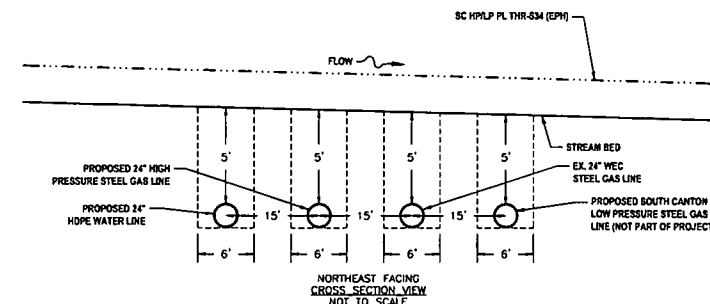 SC HP/LP PL THR-S34 (EPH)
FLOW
STREAM BED
5'
5'
5'
5'
PROPOSED 24" HIGH
PRESSURE STEEL GAS LINE
EX. 24" WEC
STEEL GAS LINE
PROPOSED 24"
HDPE WATER LINE
15'
15'
15'
PROPOSED SOUTH CANTON
LOW PRESSURE STEEL GAS
LINE (NOT PART OF PROJECT
6'
6'
6'
6'
NORTHEAST FACING
CROSS SECTION VIEW
NOT TO SCALE